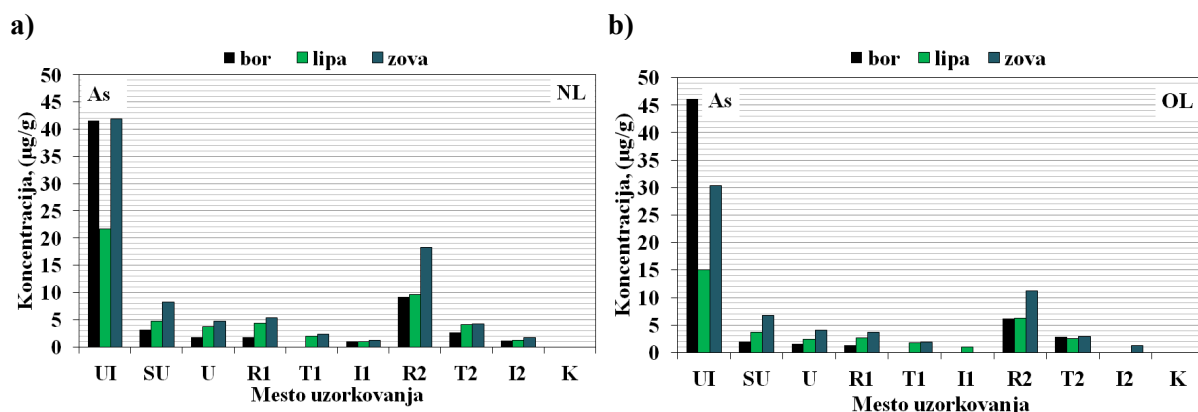 a)
bor lipa zova
As NL
Koncentracija, (µg/g)
50
45
40
35
30
25
20
15
10
5
0
UI SU U R1 T1 I1 R2 T2 I2 K
Mesto uzorkovanja
b)
bor lipa zova
As OL
Koncentracija, (µg/g)
50
45
40
35
30
25
20
15
10
5
0
UI SU U R1 T1 I1 R2 T2 I2 K
Mesto uzorkovanja